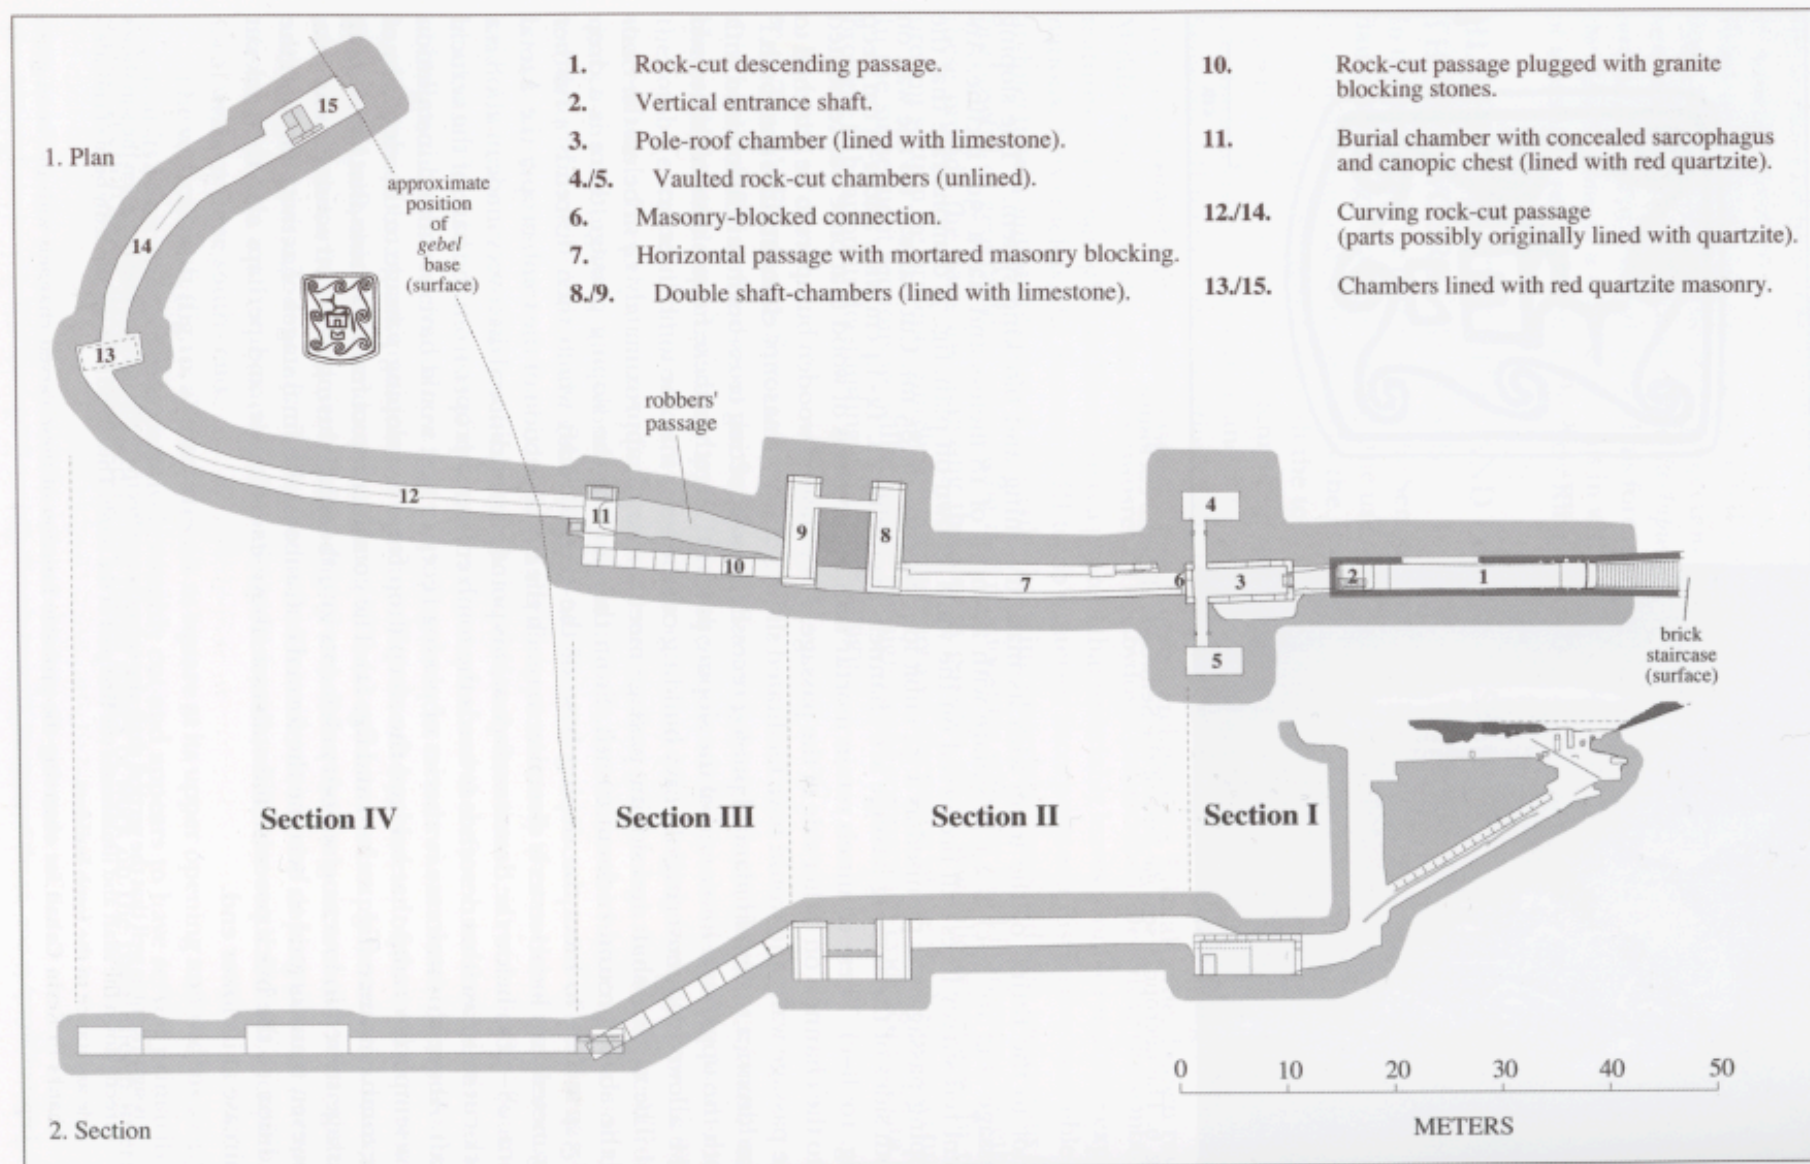 1. Plan
1. Rock-cut descending passage.
2. Vertical entrance shaft.
3. Pole-roof chamber (lined with limestone).
4./5. Vaulted rock-cut chambers (unlined).
6. Masonry-blocked connection.
7. Horizontal passage with mortared masonry blocking.
8./9. Double shaft-chambers (lined with limestone).
10. Rock-cut passage plugged with granite
blocking stones.
11. Burial chamber with concealed sarcophagus
and canopic chest (lined with red quartzite).
12./14. Curving rock-cut passage
(parts possibly originally lined with quartzite).
13./15. Chambers lined with red quartzite masonry.
15
approximate
position
of
gebel
base
(surface)
14
13
robbers'
passage
12
11
10
9
8
7
6
4
3
5
2
1
brick
staircase
(surface)
Section IV
Section III
Section II
Section I
0 10 20 30 40 50
METERS
2. Section